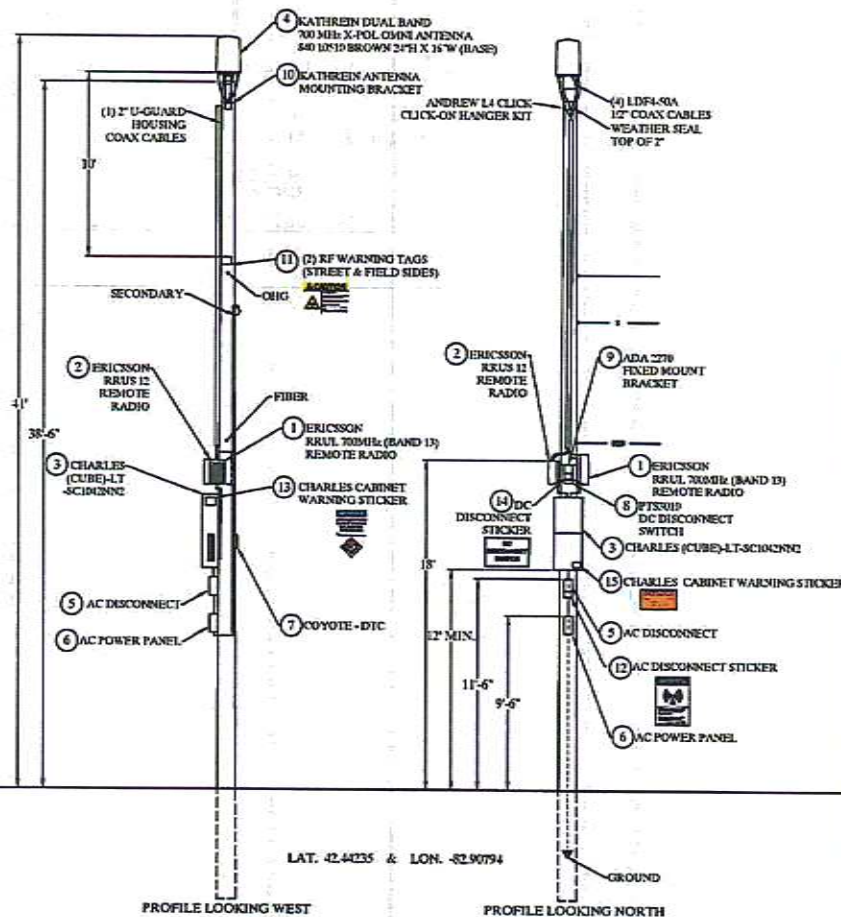 4 KATHREIN DUAL BAND
700 MHz X-POL OMNI ANTENNA
840 10510 BROWN 24"H X 16"W (BASE)
10 KATHREIN ANTENNA
MOUNTING BRACKET
(1) 2" U-GUARD
HOUSING
COAX CABLES
10'
11 (2) RF WARNING TAGS
(STREET & FIELD SIDES)
OHG
SECONDARY
2 ERICSSON
RRUS 12
REMOTE
RADIO
FIBER
1 ERICSSON
RRUL 700MHz (BAND 13)
REMOTE RADIO
41'
38'-6"
3 CHARLES
(CUBE)-LT
-SC1042NN2
13 CHARLES CABINET
WARNING STICKER
5 AC DISCONNECT
6 AC POWER PANEL
7 COYOTE - DTC
PROFILE LOOKING WEST
ANDREW L4 CLICK
CLICK-ON HANGER KIT
(4) LDF4-50A
1/2" COAX CABLES
WEATHER SEAL
TOP OF 2"
2 ERICSSON
RRUS 12
REMOTE
RADIO
9 ADA 2270
FIXED MOUNT
BRACKET
1 ERICSSON
RRUL 700MHz (BAND 13)
REMOTE RADIO
14 DC
DISCONNECT
STICKER
8 PTS3019
DC DISCONNECT
SWITCH
3 CHARLES (CUBE)-LT-SC1042NN2
15 CHARLES CABINET WARNING STICKER
18'
12' MIN.
11'-6"
9'-6"
5 AC DISCONNECT
12 AC DISCONNECT STICKER
6 AC POWER PANEL
GROUND
LAT. 42.44235 & LON. -82.90794
PROFILE LOOKING NORTH